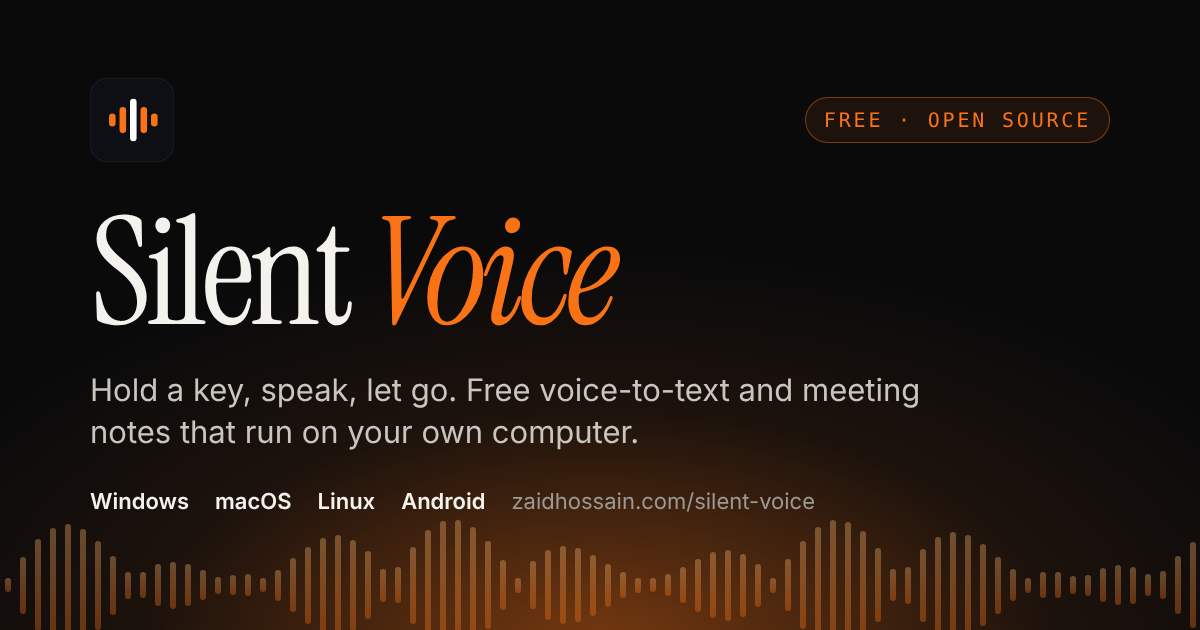 FREE · OPEN SOURCE
Silent Voice
Hold a key, speak, let go. Free voice-to-text and meeting
notes that run on your own computer.
Windows macOS Linux Android zaidhossain.com/silent-voice